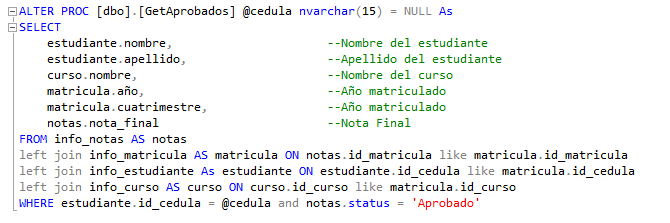 ALTER PROC [dbo].[GetAprobados] @cedula nvarchar(15) = NULL As
SELECT
estudiante.nombre, --Nombre del estudiante
estudiante.apellido, --Apellido del estudiante
curso.nombre, --Nombre del curso
matricula.año, --Año matriculado
matricula.cuatrimestre, --Año matriculado
notas.nota_final --Nota Final
FROM info_notas AS notas
left join info_matricula AS matricula ON notas.id_matricula like matricula.id_matricula
left join info_estudiante As estudiante ON estudiante.id_cedula like matricula.id_cedula
left join info_curso AS curso ON curso.id_curso like matricula.id_curso
WHERE estudiante.id_cedula = @cedula and notas.status = 'Aprobado'